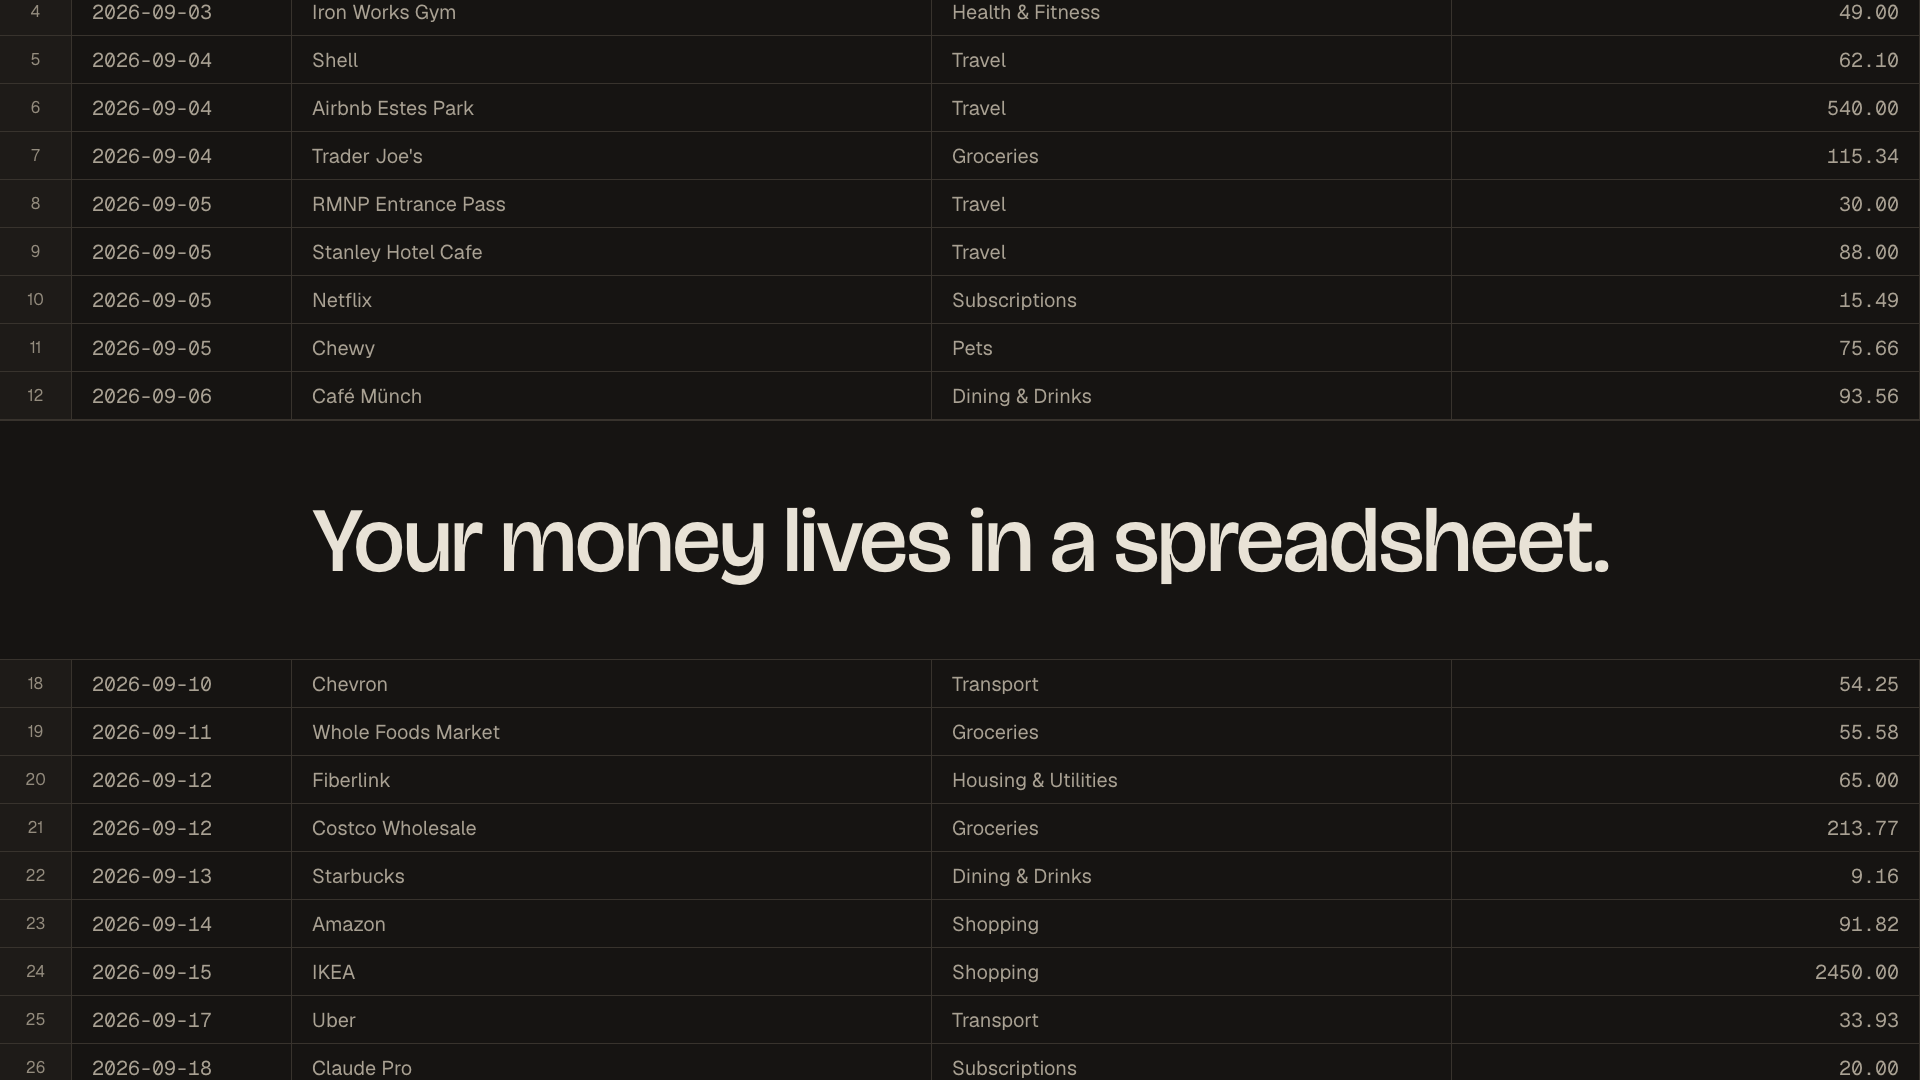 4 2026-09-03 Iron Works Gym Health & Fitness 49.00
5 2026-09-04 Shell Travel 62.10
6 2026-09-04 Airbnb Estes Park Travel 540.00
7 2026-09-04 Trader Joe's Groceries 115.34
8 2026-09-05 RMNP Entrance Pass Travel 30.00
9 2026-09-05 Stanley Hotel Cafe Travel 88.00
10 2026-09-05 Netflix Subscriptions 15.49
11 2026-09-05 Chewy Pets 75.66
12 2026-09-06 Café Münch Dining & Drinks 93.56
Your money lives in a spreadsheet.
18 2026-09-10 Chevron Transport 54.25
19 2026-09-11 Whole Foods Market Groceries 55.58
20 2026-09-12 Fiberlink Housing & Utilities 65.00
21 2026-09-12 Costco Wholesale Groceries 213.77
22 2026-09-13 Starbucks Dining & Drinks 9.16
23 2026-09-14 Amazon Shopping 91.82
24 2026-09-15 IKEA Shopping 2450.00
25 2026-09-17 Uber Transport 33.93
26 2026-09-18 Claude Pro Subscriptions 20.00